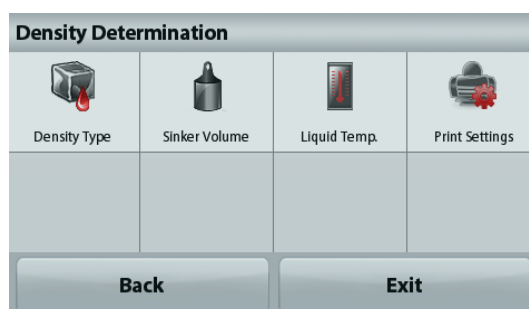 Density Determination
Density Type
Sinker Volume
Liquid Temp.
Print Settings
Back
Exit